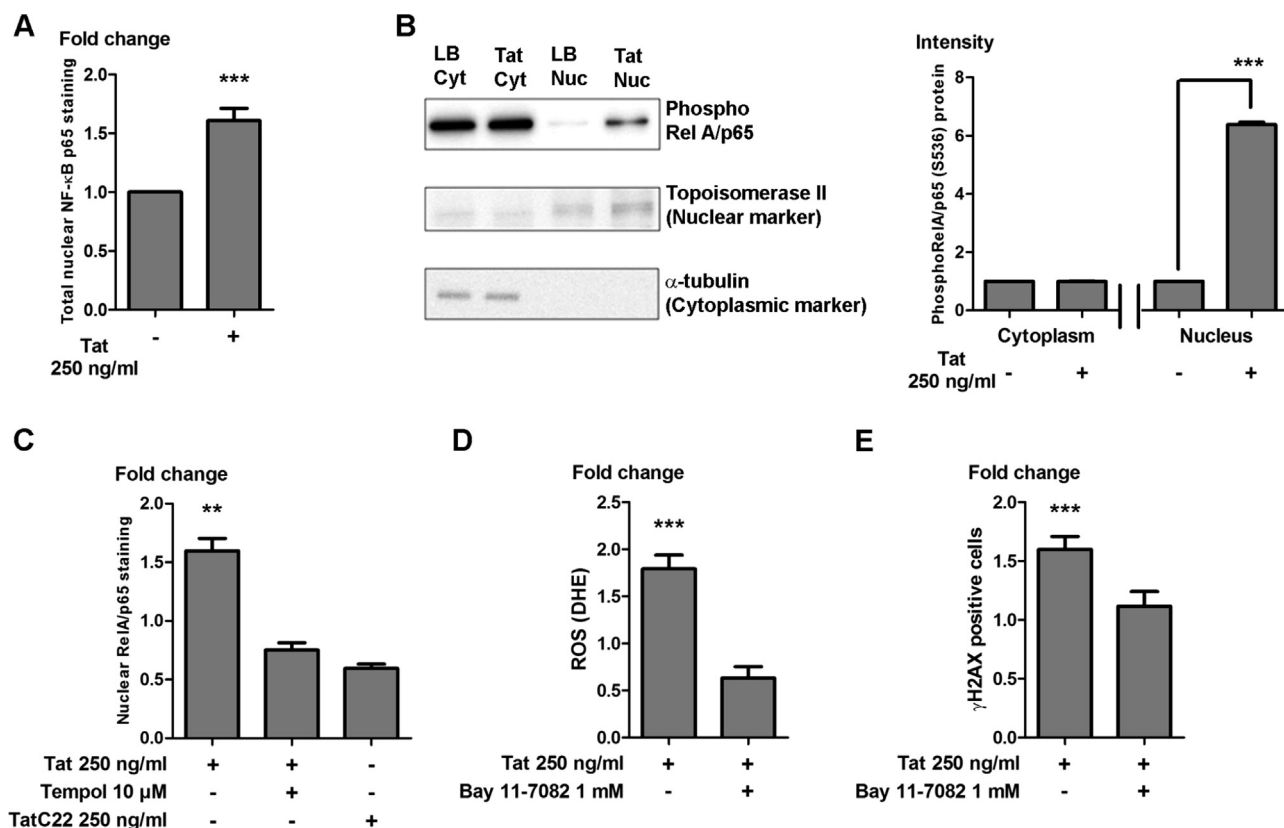 A
Fold change
Total nuclear NF-κB p65 staining
2.0
1.5
1.0
0.5
0.0
***
- +
Tat
250 ng/ml
B
LB Tat LB Tat
Cyt Cyt Nuc Nuc
Phospho
Rel A/p65
Topoisomerase II
(Nuclear marker)
α-tubulin
(Cytoplasmic marker)
Intensity
PhosphoRelA/p65 (S536) protein
8
6
4
2
0
***
Cytoplasm Nucleus
Tat
250 ng/ml - + - +
C
Fold change
Nuclear RelA/p65 staining
2.0
1.5
1.0
0.5
0.0
**
Tat 250 ng/ml + + -
Tempol 10 µM - + -
TatC22 250 ng/ml - - +
D
Fold change
ROS (DHE)
2.5
2.0
1.5
1.0
0.5
0.0
***
Tat 250 ng/ml + +
Bay 11-7082 1 mM - +
E
Fold change
γH2AX positive cells
2.0
1.5
1.0
0.5
0.0
***
Tat 250 ng/ml + +
Bay 11-7082 1 mM - +